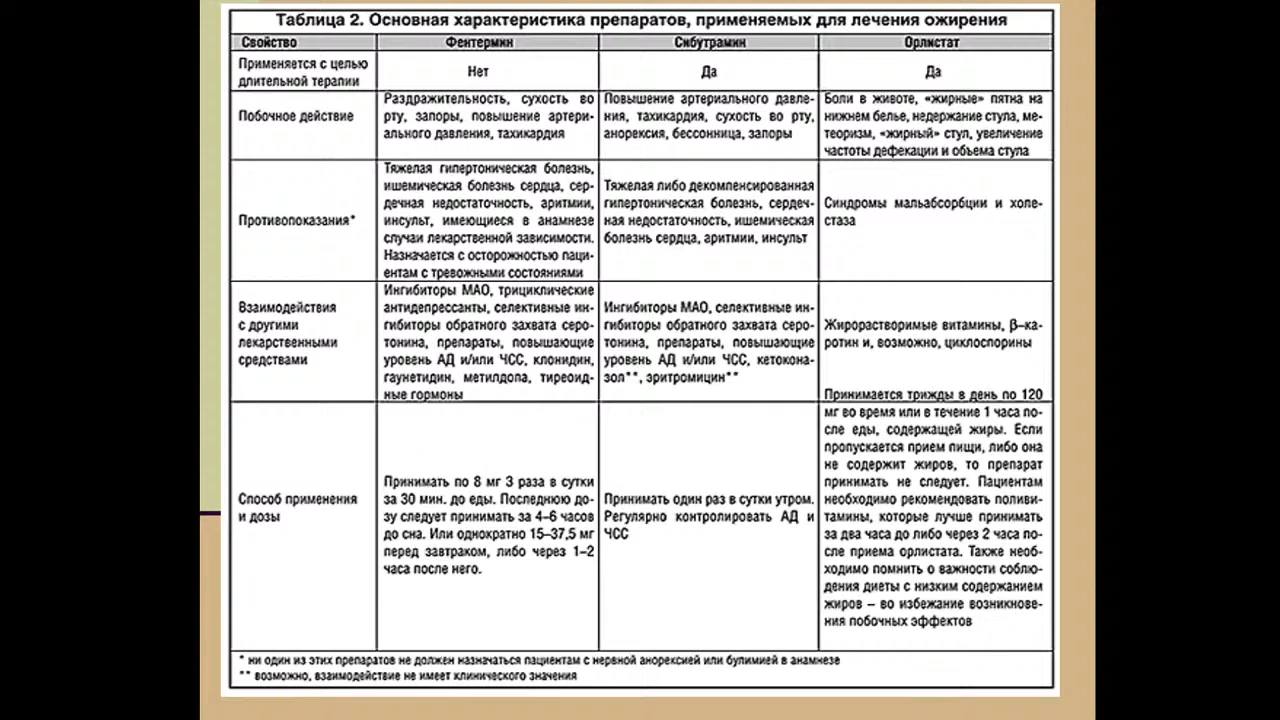 Таблица 2. Основная характеристика препаратов, применяемых для лечения ожирения
Свойство
Фентермин
Сибутрамин
Орлистат
Применяется с целью
длительной терапии
Нет
Да
Да
Побочное действие
Раздражительность, сухость во
рту, запоры, повышение артери-
ального давления, тахикардия
Повышение артериального давле-
ния, тахикардия, сухость во рту,
анорексия, бессонница, запоры
Боли в животе, «жирные» пятна на
нижнем белье, недержание стула, ме-
теоризм, «жирный» стул, увеличение
частоты дефекации и объема стула
Противопоказания*
Тяжелая гипертоническая болезнь,
ишемическая болезнь сердца, сер-
дечная недостаточность, аритмии,
инсульт, имеющиеся в анамнезе
случаи лекарственной зависимости.
Назначается с осторожностью паци-
ентам с тревожными состояниями
Тяжелая либо декомпенсированная
гипертоническая болезнь, сердеч-
ная недостаточность, ишемическая
болезнь сердца, аритмии, инсульт
Синдромы мальабсорбции и холе-
стаза
Взаимодействия
с другими
лекарственными
средствами
Ингибиторы МАО, трициклические
антидепрессанты, селективные ин-
гибиторы обратного захвата серо-
тонина, препараты, повышающие
уровень АД и/или ЧСС, клонидин,
гаунетидин, метилдопа, тиреоид-
ные гормоны
Ингибиторы МАО, селективные ин-
гибиторы обратного захвата серо-
тонина, препараты, повышающие
уровень АД и/или ЧСС, кетокона-
зол**, эритромицин**
Жирорастворимые витамины, β–ка-
ротин и, возможно, циклоспорины
Способ применения
и дозы
Принимать по 8 мг 3 раза в сутки
за 30 мин. до еды. Последнюю до-
зу следует принимать за 4–6 часов
до сна. Или однократно 15–37,5 мг
перед завтраком, либо через 1–2
часа после него.
Принимать один раз в сутки утром.
Регулярно контролировать АД и
ЧСС
Принимается трижды в день по 120
мг во время или в течение 1 часа по-
сле еды, содержащей жиры. Если
пропускается прием пищи, либо она
не содержит жиров, то препарат
принимать не следует. Пациентам
необходимо рекомендовать поливи-
тамины, которые лучше принимать
за два часа до либо через 2 часа по-
сле приема орлистата. Также необ-
ходимо помнить о важности соблю-
дения диеты с низким содержанием
жиров – во избежание возникнове-
ния побочных эффектов
* ни один из этих препаратов не должен назначаться пациентам с нервной анорексией или булимией в анамнезе
** возможно, взаимодействие не имеет клинического значения